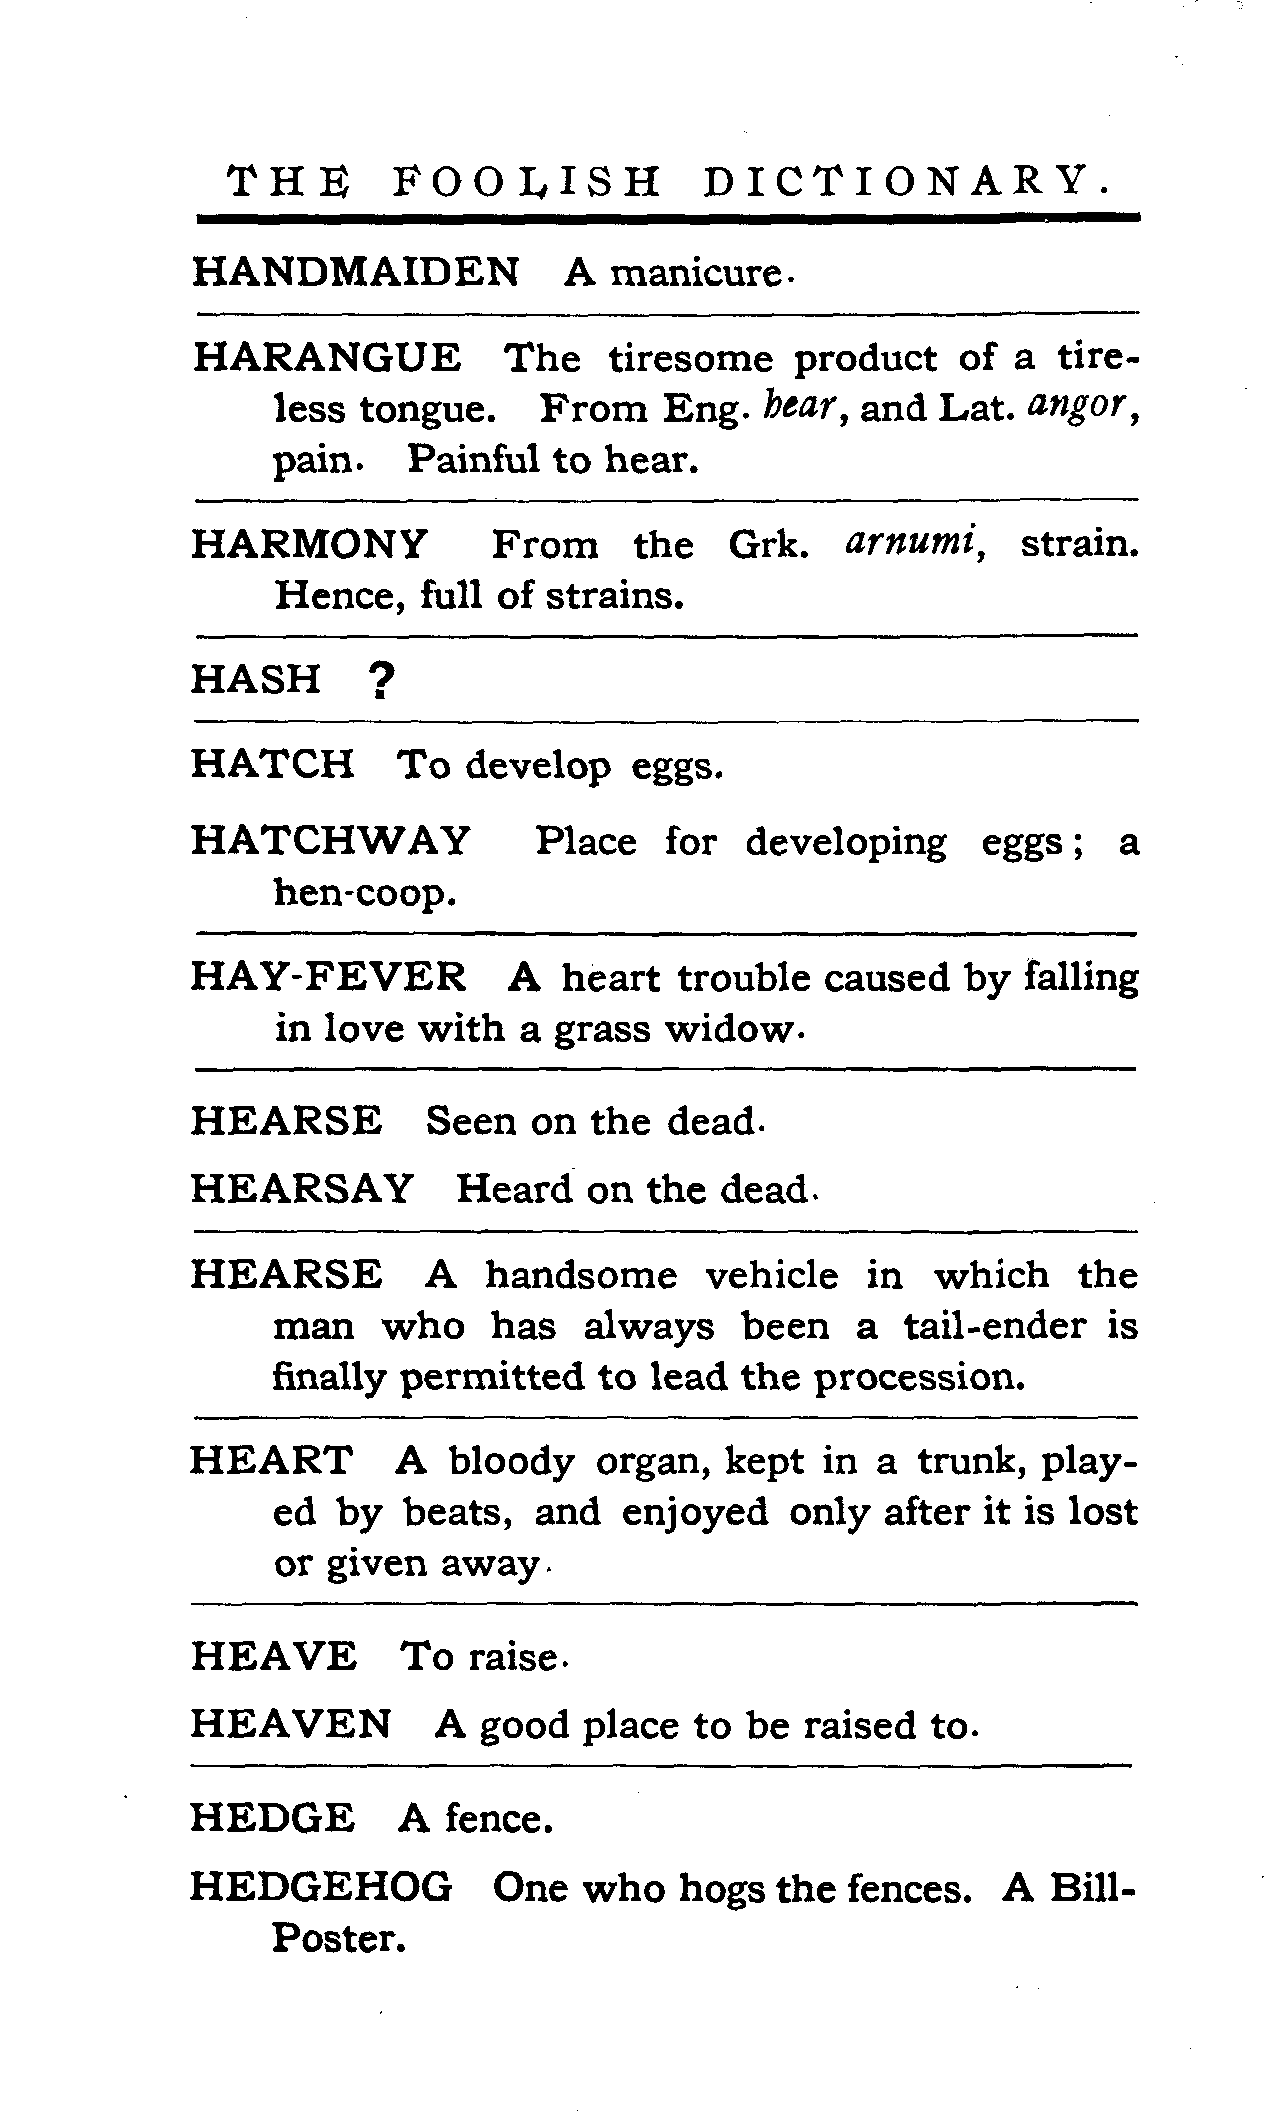 THE FOOLISH DICTIONARY.
HANDMAIDEN A manicure.
HARANGUE The tiresome product of a tire-
less tongue. From Eng. hear, and Lat. angor,
pain. Painful to hear.
HARMONY From the Grk. arnumi, strain.
Hence, full of strains.
HASH ?
HATCH To develop eggs.
HATCHWAY Place for developing eggs; a
hen-coop.
HAY-FEVER A heart trouble caused by falling
in love with a grass widow.
HEARSE Seen on the dead.
HEARSAY Heard on the dead.
HEARSE A handsome vehicle in which the
man who has always been a tail-ender is
finally permitted to lead the procession.
HEART A bloody organ, kept in a trunk, play-
ed by beats, and enjoyed only after it is lost
or given away.
HEAVE To raise.
HEAVEN A good place to be raised to.
HEDGE A fence.
HEDGEHOG One who hogs the fences. A Bill-
Poster.